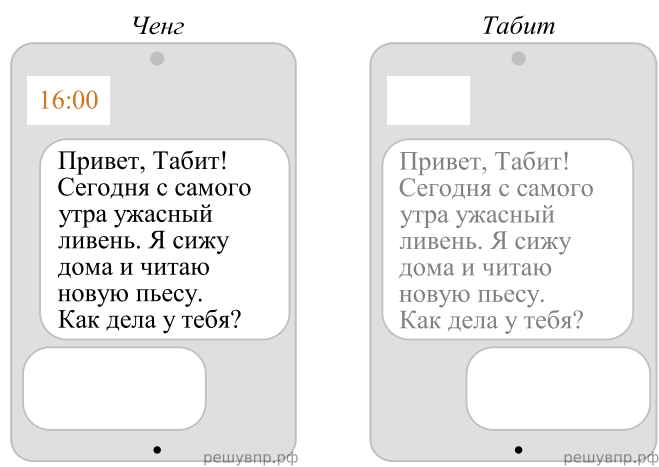 Ченг
16:00
Привет, Табит!
Сегодня с самого
утра ужасный
ливень. Я сижу
дома и читаю
новую пьесу.
Как дела у тебя?
решувпр.рф
Табит
Привет, Табит!
Сегодня с самого
утра ужасный
ливень. Я сижу
дома и читаю
новую пьесу.
Как дела у тебя?
решувпр.рф